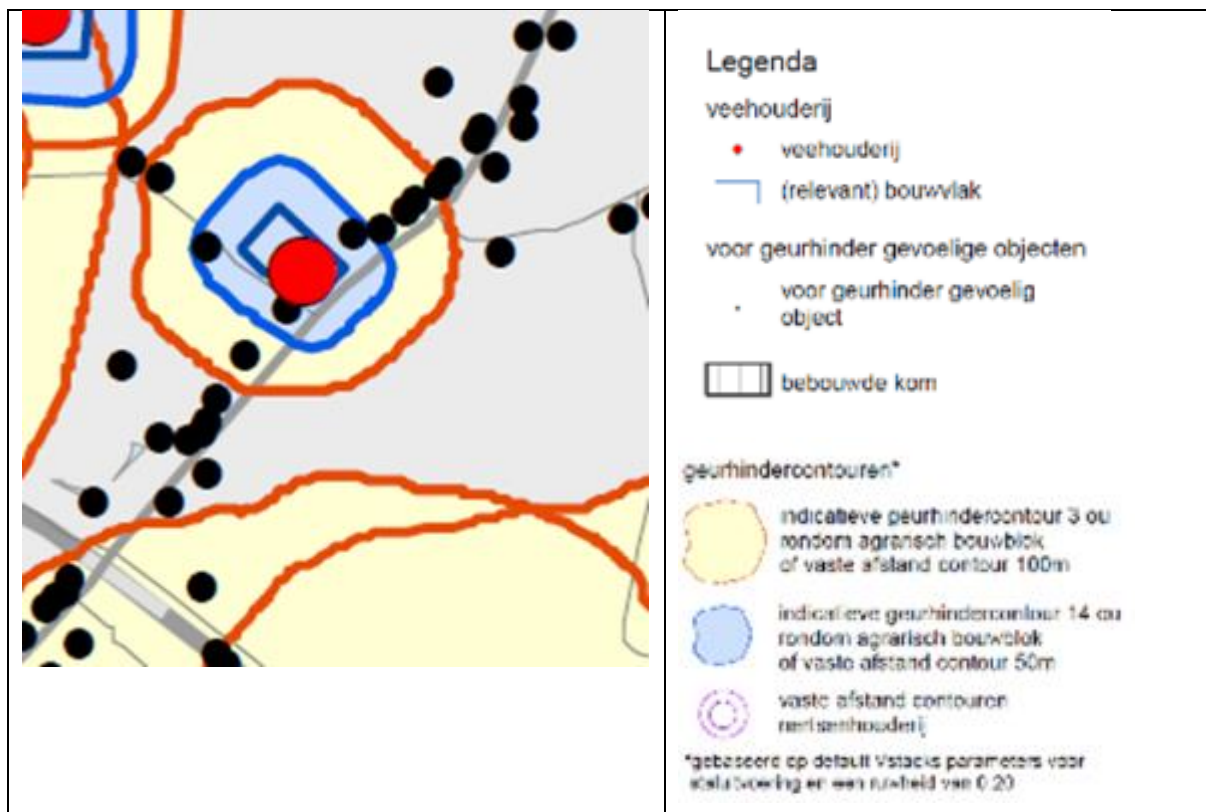 Legenda
veehouderij
veehouderij
(relevant) bouwvlak
voor geurhinder gevoelige objecten
voor geurhinder gevoelig
object
bebouwde kom
geurhindercontouren*
indicatieve geurhindercontour 3 ou
rondom agrarisch bouwblok
of vaste afstand contour 100m
indicatieve geurhindercontour 14 ou
rondom agrarisch bouwblok
of vaste afstand contour 50m
vaste afstand contouren
nertsenhouderij
*gebaseerd op default Vstacks parameters voor
en een ruwheid van 0.20